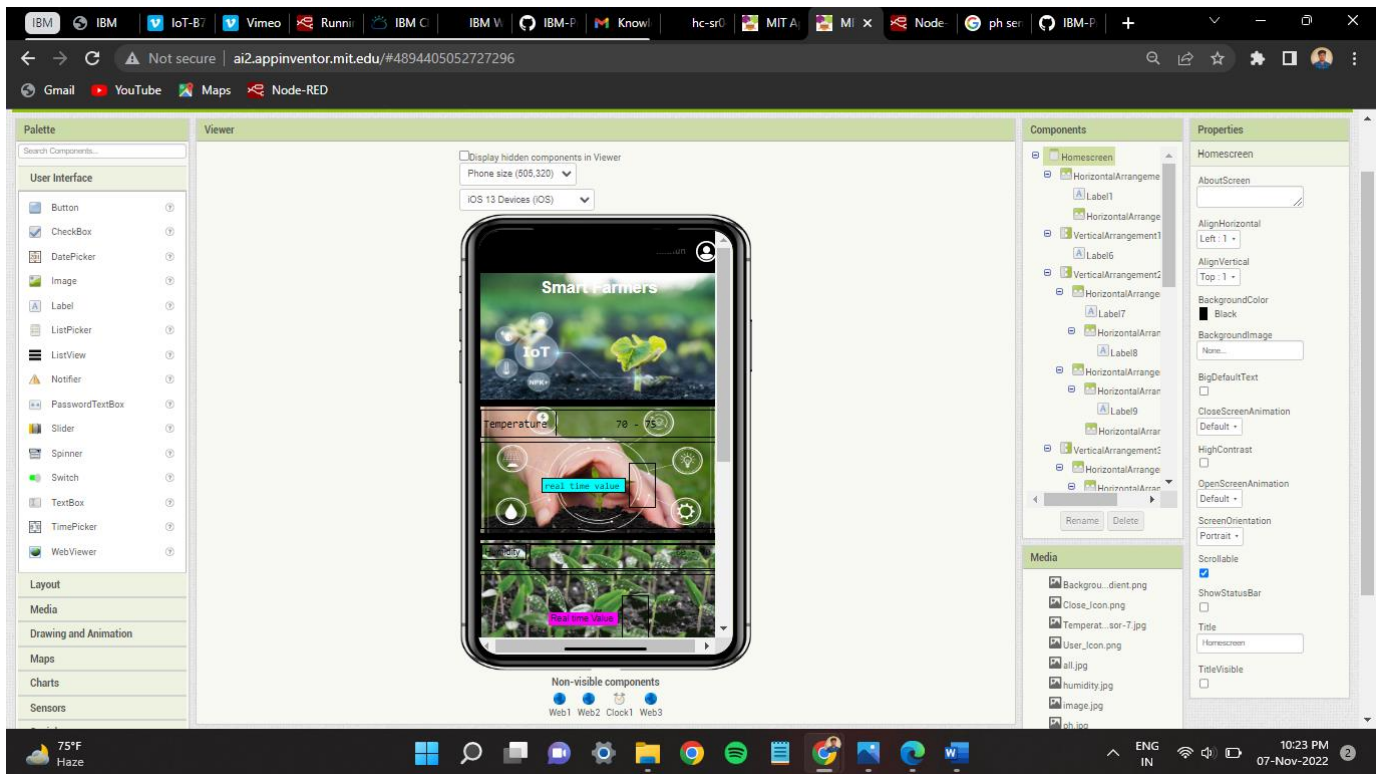 IBM
IBM
IoT-B7
Vimeo
Runnin
IBM Cl
IBM W
IBM-P
Knowl
hc-sr0
MIT A
MI
Node-
ph ser
IBM-P
Not secure | ai2.appinventor.mit.edu/#4894405052727296
Gmail
YouTube
Maps
Node-RED
Palette
Search Components...
User Interface
Button
CheckBox
DatePicker
Image
Label
ListPicker
ListView
Notifier
PasswordTextBox
Slider
Spinner
Switch
TextBox
TimePicker
WebViewer
Layout
Media
Drawing and Animation
Maps
Charts
Sensors
Viewer
Display hidden components in Viewer
Phone size (505,320)
iOS 13 Devices (iOS)
Smart Farmers
IoT
NPK+
Temperature
70 - 75
real time value
Humidity
Real time Value
Non-visible components
Web1 Web2 Clock1 Web3
Components
Homescreen
HorizontalArrangeme
Label1
HorizontalArrange
VerticalArrangement1
Label6
VerticalArrangement2
HorizontalArrange
Label7
HorizontalArran
Label8
HorizontalArrange
HorizontalArran
Label9
HorizontalArrar
VerticalArrangement3
HorizontalArrange
HorizontalArran
Rename Delete
Media
Backgrou...dient.png
Close_Icon.png
Temperat...sor-7.jpg
User_Icon.png
all.jpg
humidity.jpg
image.jpg
ph.jpg
Properties
Homescreen
AboutScreen
AlignHorizontal
Left : 1
AlignVertical
Top : 1
BackgroundColor
Black
BackgroundImage
None...
BigDefaultText
CloseScreenAnimation
Default
HighContrast
OpenScreenAnimation
Default
ScreenOrientation
Portrait
Scrollable
ShowStatusBar
Title
Homescreen
TitleVisible
75°F
Haze
ENG
IN
10:23 PM
07-Nov-2022
2